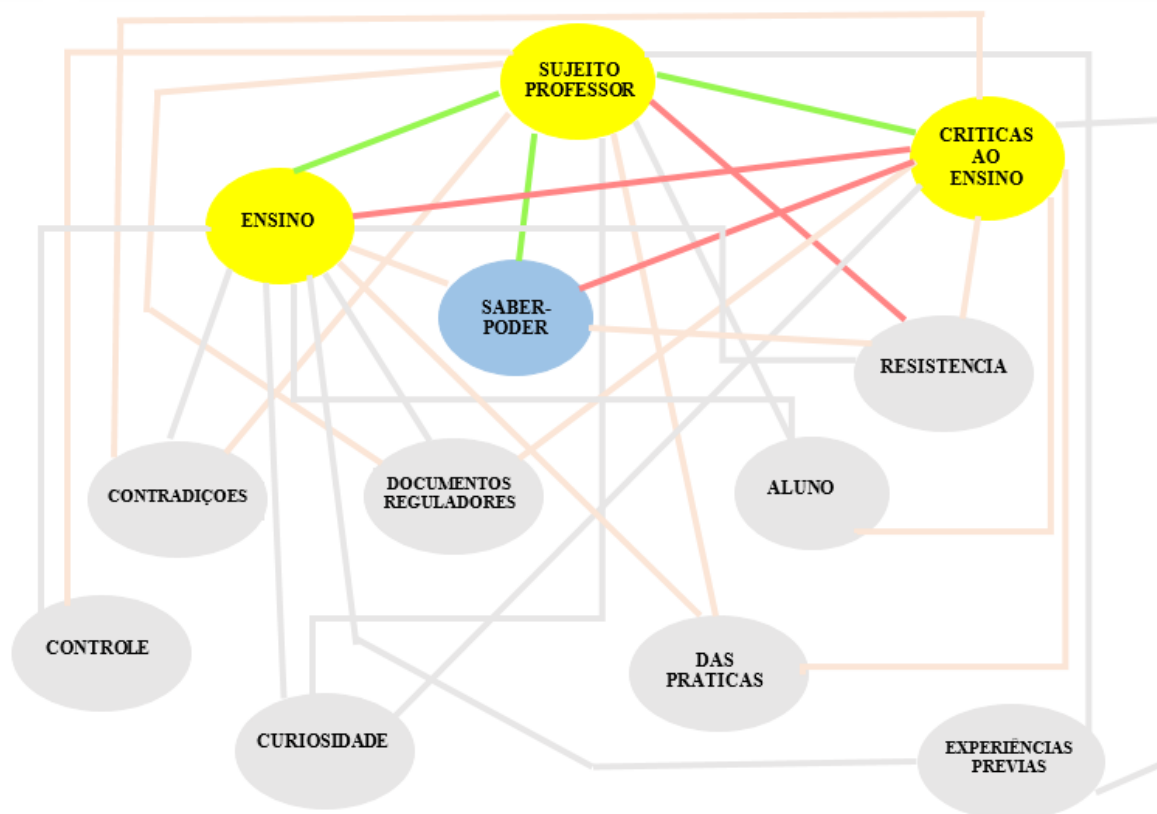 SUJEITO
PROFESSOR
CRITICAS
AO
ENSINO
ENSINO
SABER-
PODER
RESISTENCIA
CONTRADIÇOES
DOCUMENTOS
REGULADORES
ALUNO
CONTROLE
DAS
PRATICAS
CURIOSIDADE
EXPERIÊNCIAS
PREVIAS